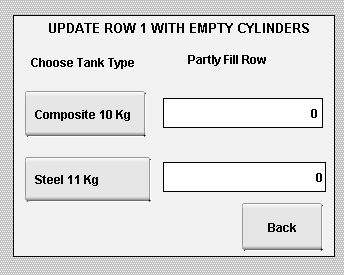 UPDATE ROW 1 WITH EMPTY CYLINDERS
Choose Tank Type Partly Fill Row
Composite 10 Kg 0
Steel 11 Kg 0
Back